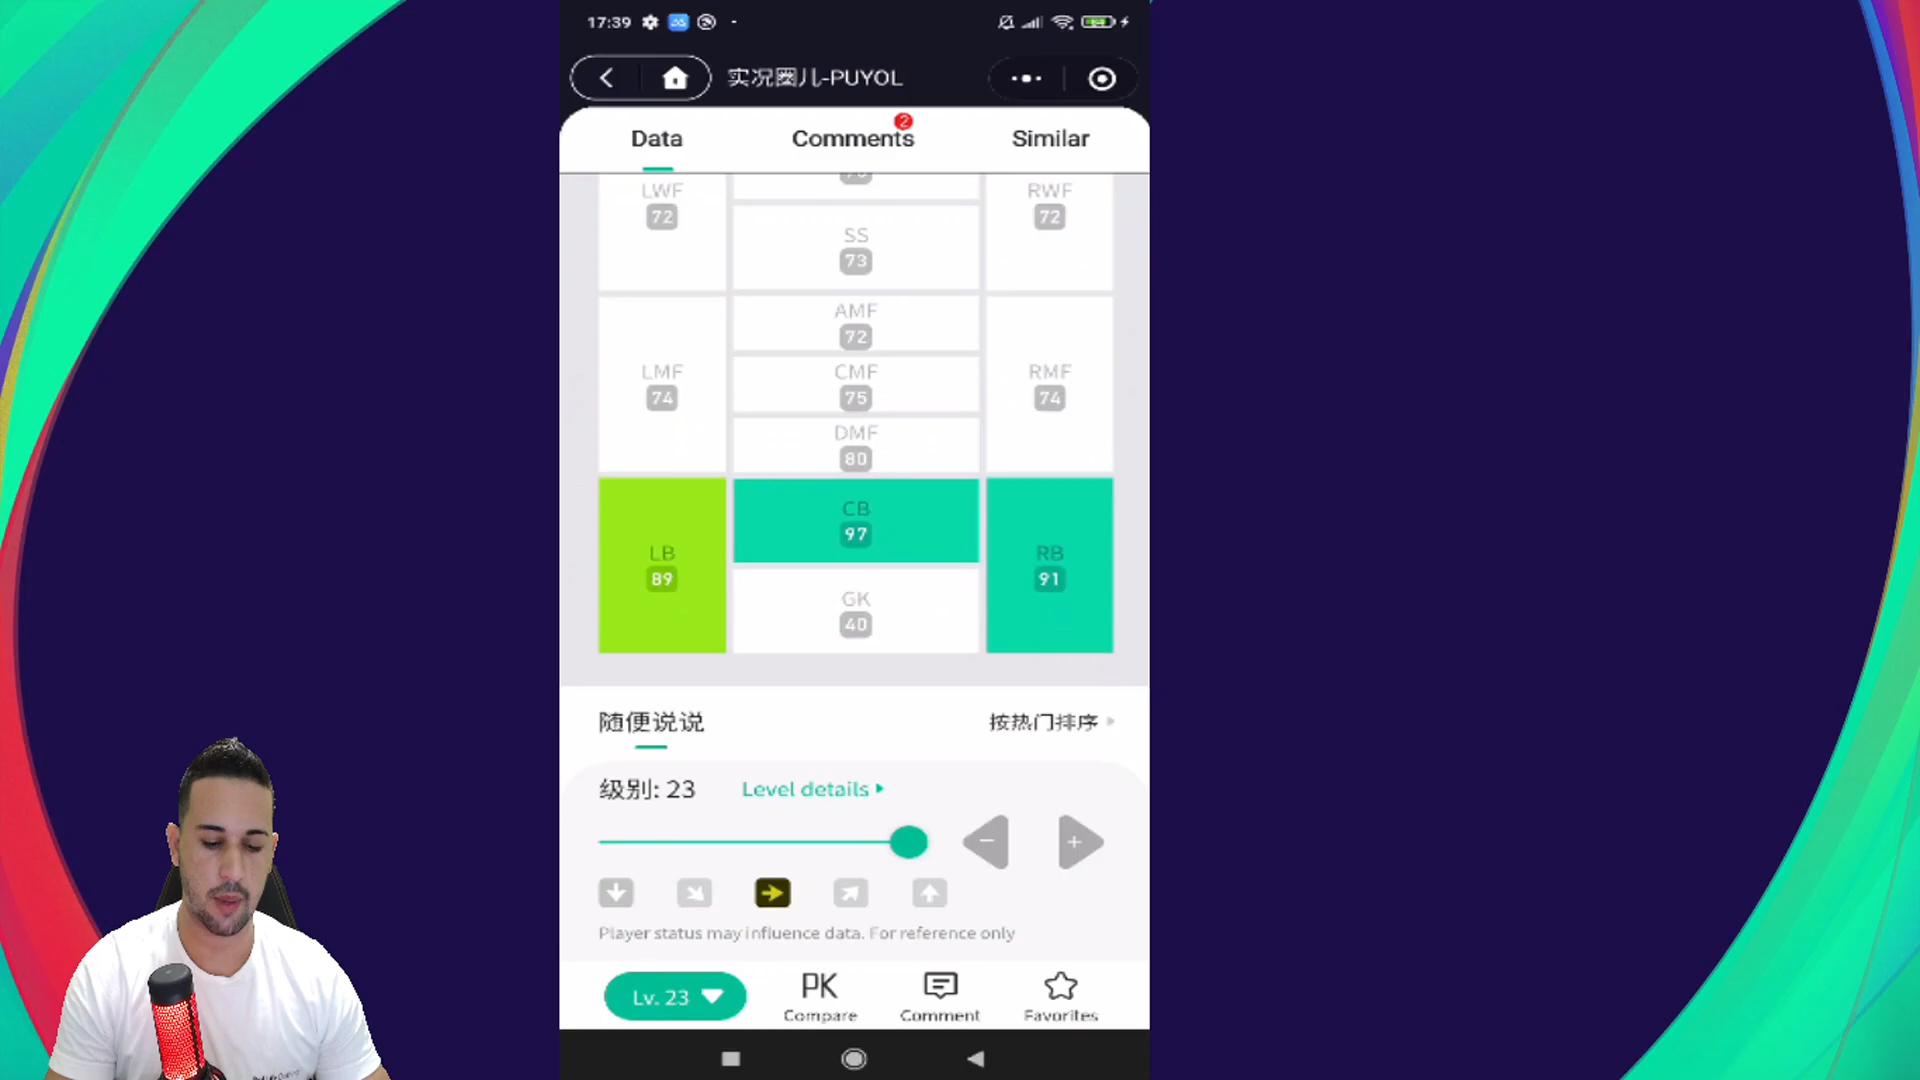 17:39
实况圈儿-PUYOL
Data
Comments
2
Similar
LWF
72
RWF
72
SS
73
AMF
72
LMF
74
CMF
75
RMF
74
DMF
80
CB
97
LB
89
RB
91
GK
40
随便说说
按热门排序
级别: 23
Level details
Player status may influence data. For reference only
Lv. 23
PK
Compare
Comment
Favorites